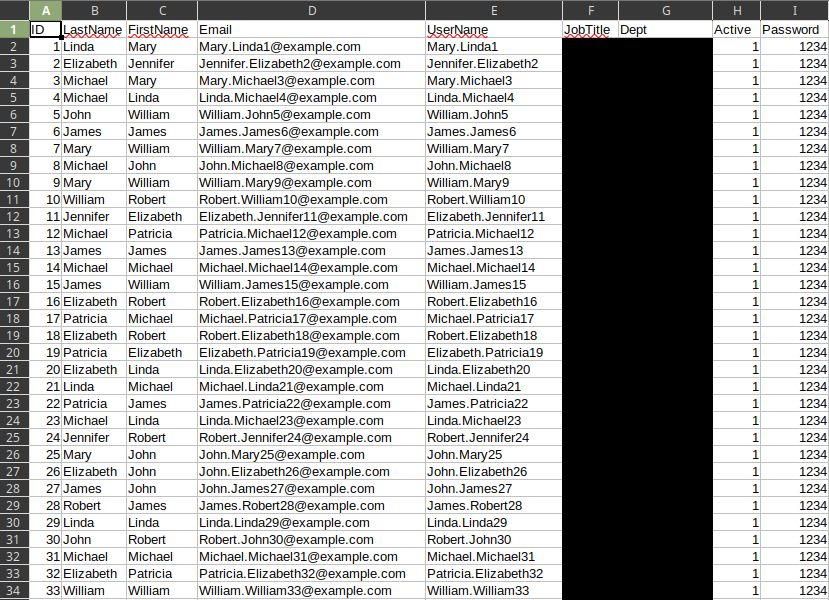 A B C D E F G H I
1 ID LastName FirstName Email UserName JobTitle Dept Active Password
2 1 Linda Mary Mary.Linda1@example.com Mary.Linda1 1 1234
3 2 Elizabeth Jennifer Jennifer.Elizabeth2@example.com Jennifer.Elizabeth2 1 1234
4 3 Michael Mary Mary.Michael3@example.com Mary.Michael3 1 1234
5 4 Michael Linda Linda.Michael4@example.com Linda.Michael4 1 1234
6 5 John William William.John5@example.com William.John5 1 1234
7 6 James James James.James6@example.com James.James6 1 1234
8 7 Mary William William.Mary7@example.com William.Mary7 1 1234
9 8 Michael John John.Michael8@example.com John.Michael8 1 1234
10 9 Mary William William.Mary9@example.com William.Mary9 1 1234
11 10 William Robert Robert.William10@example.com Robert.William10 1 1234
12 11 Jennifer Elizabeth Elizabeth.Jennifer11@example.com Elizabeth.Jennifer11 1 1234
13 12 Michael Patricia Patricia.Michael12@example.com Patricia.Michael12 1 1234
14 13 James James James.James13@example.com James.James13 1 1234
15 14 Michael Michael Michael.Michael14@example.com Michael.Michael14 1 1234
16 15 James William William.James15@example.com William.James15 1 1234
17 16 Elizabeth Robert Robert.Elizabeth16@example.com Robert.Elizabeth16 1 1234
18 17 Patricia Michael Michael.Patricia17@example.com Michael.Patricia17 1 1234
19 18 Elizabeth Robert Robert.Elizabeth18@example.com Robert.Elizabeth18 1 1234
20 19 Patricia Elizabeth Elizabeth.Patricia19@example.com Elizabeth.Patricia19 1 1234
21 20 Elizabeth Linda Linda.Elizabeth20@example.com Linda.Elizabeth20 1 1234
22 21 Linda Michael Michael.Linda21@example.com Michael.Linda21 1 1234
23 22 Patricia James James.Patricia22@example.com James.Patricia22 1 1234
24 23 Michael Linda Linda.Michael23@example.com Linda.Michael23 1 1234
25 24 Jennifer Robert Robert.Jennifer24@example.com Robert.Jennifer24 1 1234
26 25 Mary John John.Mary25@example.com John.Mary25 1 1234
27 26 Elizabeth John John.Elizabeth26@example.com John.Elizabeth26 1 1234
28 27 James John John.James27@example.com John.James27 1 1234
29 28 Robert James James.Robert28@example.com James.Robert28 1 1234
30 29 Linda Linda Linda.Linda29@example.com Linda.Linda29 1 1234
31 30 John Robert Robert.John30@example.com Robert.John30 1 1234
32 31 Michael Michael Michael.Michael31@example.com Michael.Michael31 1 1234
33 32 Elizabeth Patricia Patricia.Elizabeth32@example.com Patricia.Elizabeth32 1 1234
34 33 William William William.William33@example.com William.William33 1 1234